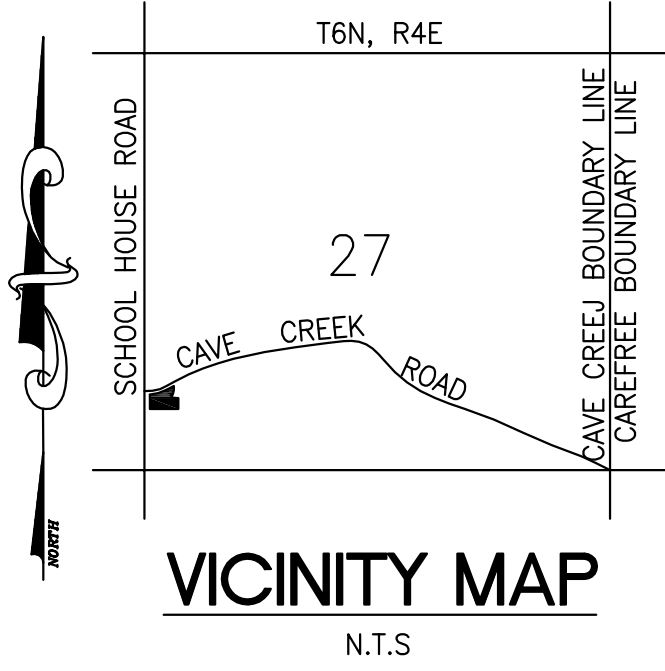 T6N, R4E
SCHOOL HOUSE ROAD
27
CAVE CREEK ROAD
CAVE CREEJ BOUNDARY LINE
CAREFREE BOUNDARY LINE
NORTH
VICINITY MAP
N.T.S